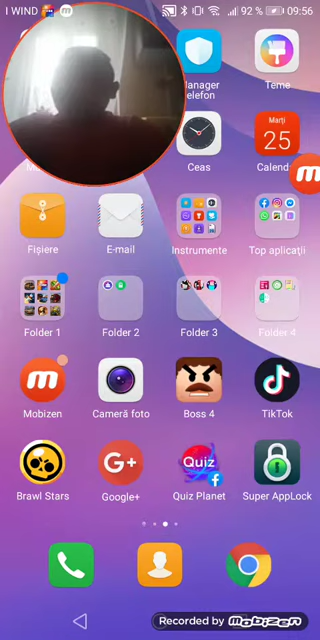 I WIND
92 %
09:56
Manager
telefon
Teme
Marți
25
Ceas
Calend
Fișiere
E-mail
Instrumente
Top aplicații
Folder 1
Folder 2
Folder 3
Folder 4
Mobizen
Cameră foto
Boss 4
TikTok
Quiz
Brawl Stars
G+
Google+
Quiz Planet
Super AppLock
Recorded by mobizen